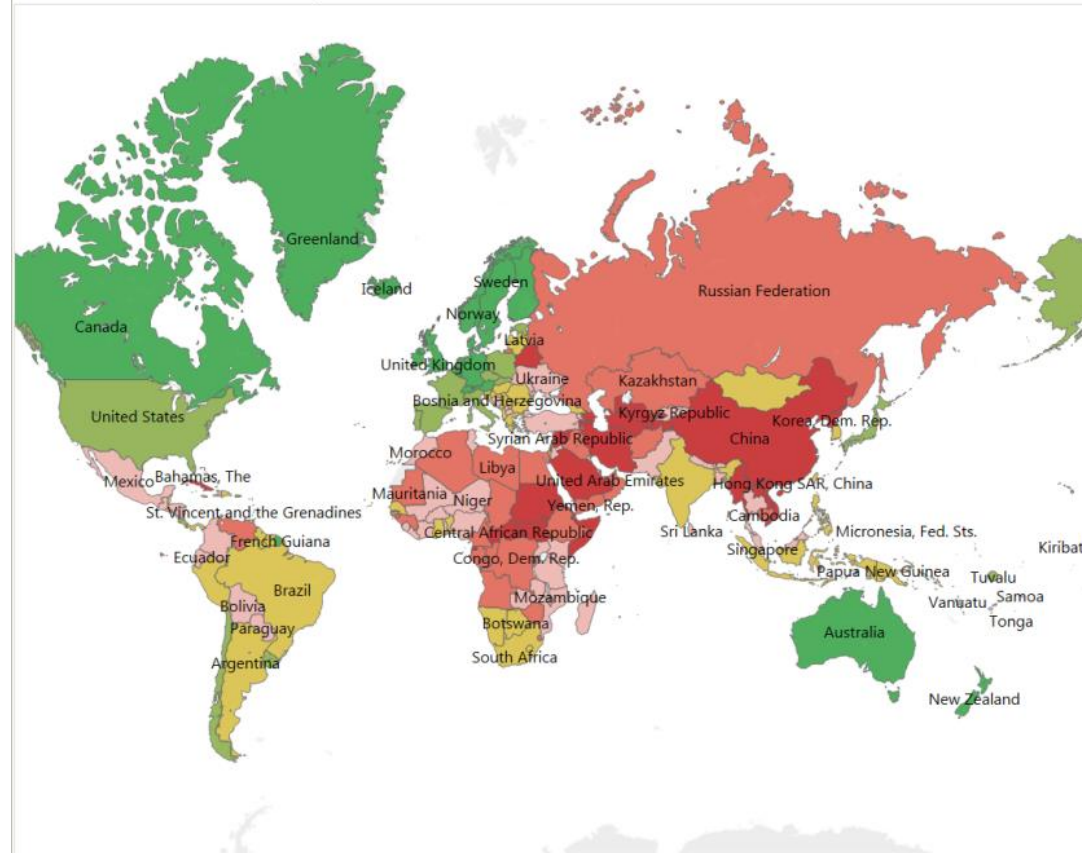 Greenland
Iceland
Sweden
Norway
Canada
Russian Federation
Latvia
United Kingdom
Ukraine
Kazakhstan
Bosnia and Herzegovina
United States
Kyrgyz Republic
Korea, Dem. Rep.
Syrian Arab Republic
China
Morocco
Libya
Mexico
Bahamas, The
United Arab Emirates
Hong Kong SAR, China
Mauritania
Niger
Yemen, Rep.
St. Vincent and the Grenadines
Cambodia
Central African Republic
Sri Lanka
Micronesia, Fed. Sts.
French Guiana
Ecuador
Congo, Dem. Rep.
Singapore
Kiribat
Papua New Guinea
Tuvalu
Brazil
Mozambique
Samoa
Bolivia
Vanuatu
Botswana
Tonga
Paraguay
Australia
South Africa
Argentina
New Zealand